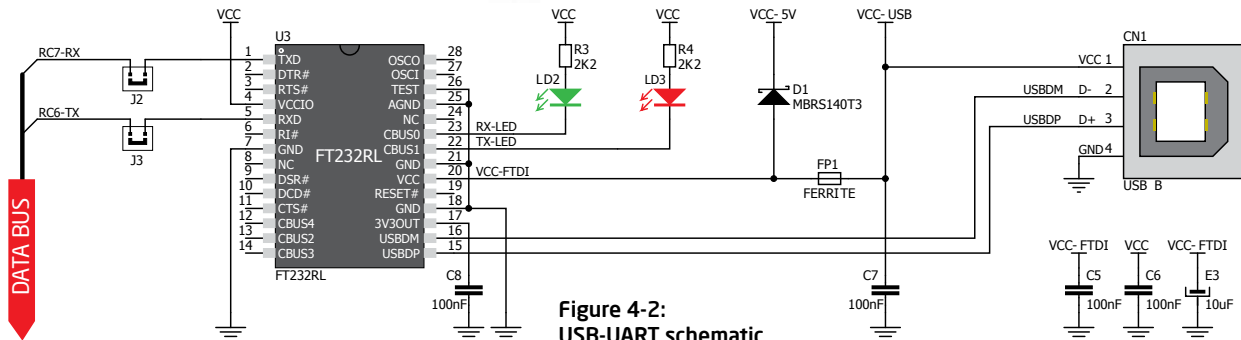 VCC
VCC
VCC
VCC-5V
VCC-USB
U3
CN1
RC7-RX
J2
RC6-TX
J3
DATA BUS
1 TXD
2 DTR#
3 RTS#
4 VCCIO
5 RXD
6 RI#
7 GND
8 NC
9 DSR#
10 DCD#
11 CTS#
12 CBUS4
13 CBUS2
14 CBUS3
FT232RL
OSCO 28
OSCI 27
TEST 26
AGND 25
NC 24
CBUS0 23
CBUS1 22
GND 21
VCC 20
RESET# 19
GND 18
3V3OUT 17
USBDM 16
USBDP 15
FT232RL
RX-LED
TX-LED
VCC-FTDI
R3
2K2
LD2
R4
2K2
LD3
D1
MBRS140T3
FP1
FERRITE
VCC 1
USBDM D- 2
USBDP D+ 3
GND 4
USB B
C8
100nF
C7
100nF
VCC-FTDI
C5
100nF
VCC
C6
100nF
VCC-FTDI
E3
10uF
Figure 4-2:
USB-UART schematic